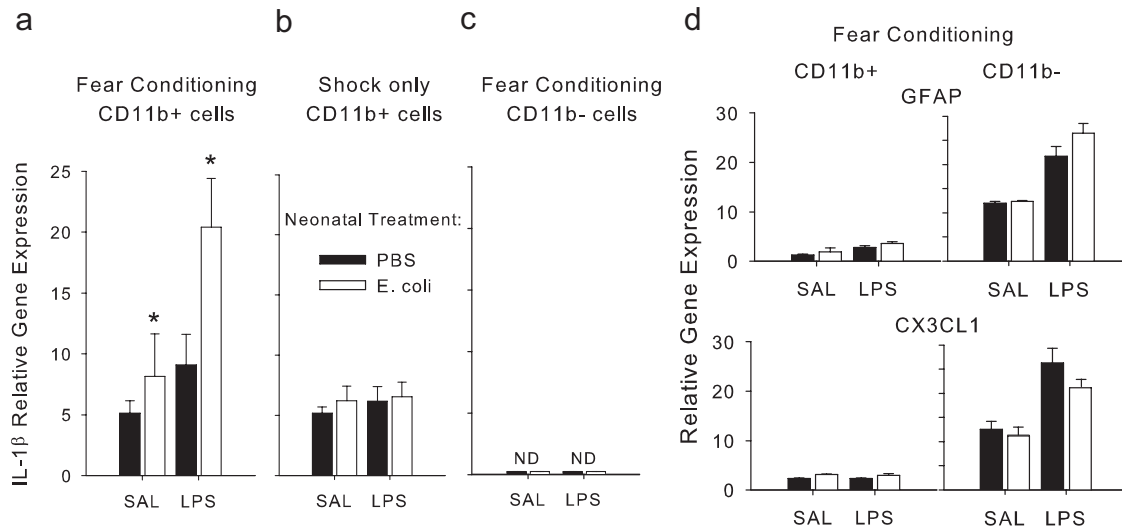 a
Fear Conditioning
CD11b+ cells
IL-1β Relative Gene Expression
25
20
15
10
5
0
*
*
SAL LPS
b
Shock only
CD11b+ cells
Neonatal Treatment:
PBS
E. coli
SAL LPS
c
Fear Conditioning
CD11b- cells
ND ND
SAL LPS
d
Fear Conditioning
CD11b+ CD11b-
GFAP
Relative Gene Expression
30
20
10
0
SAL LPS SAL LPS
CX3CL1
30
20
10
0
SAL LPS SAL LPS